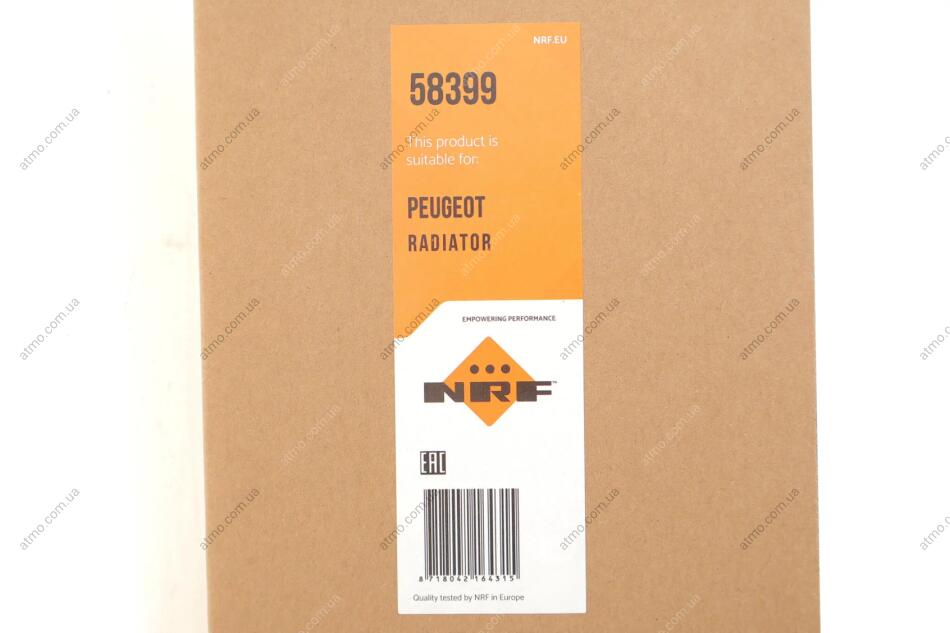 NRF.EU
58399
This product is
suitable for:
PEUGEOT
RADIATOR
EMPOWERING PERFORMANCE
NRF™
EAC
8 718042 164315
Quality tested by NRF in Europe
atmo.com.ua